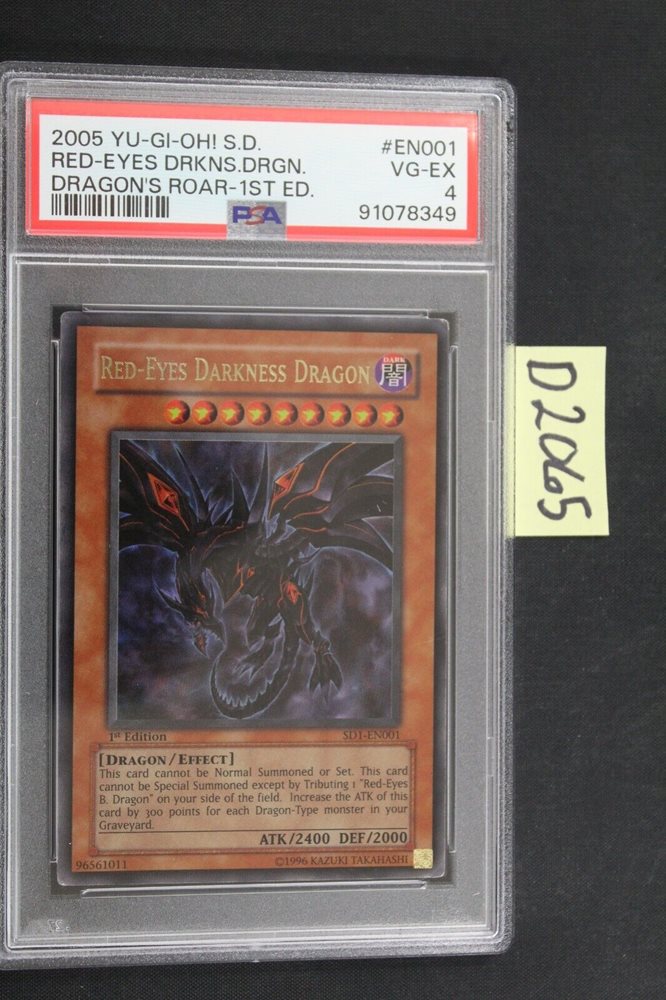 2005 YU-GI-OH! S.D. #EN001
RED-EYES DRKNS.DRGN. VG-EX
DRAGON'S ROAR-1ST ED. 4
PSA 91078349
D2065
RED-EYES DARKNESS DRAGON
DARK
闇
1st Edition SD1-EN001
[DRAGON/EFFECT]
This card cannot be Normal Summoned or Set. This card
cannot be Special Summoned except by Tributing 1 "Red-Eyes
B. Dragon" on your side of the field. Increase the ATK of this
card by 300 points for each Dragon-Type monster in your
Graveyard.
ATK/2400 DEF/2000
96561011 ©1996 KAZUKI TAKAHASHI